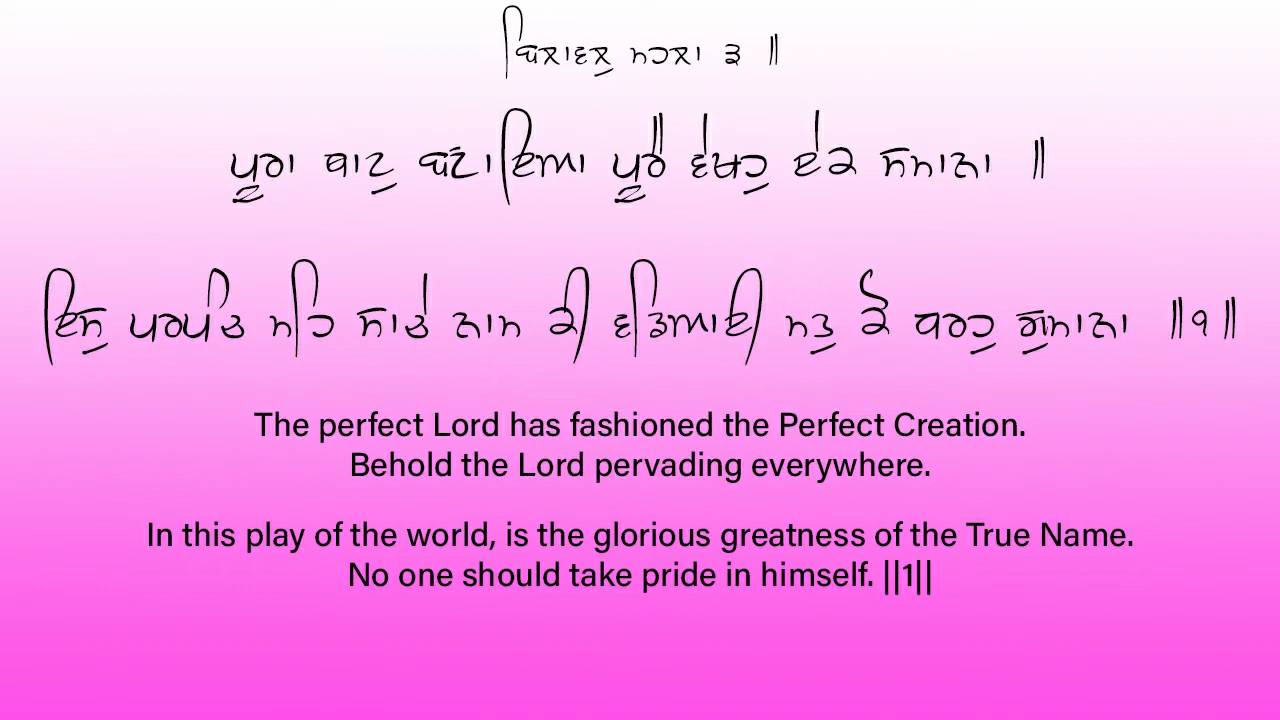 ਬਿਲਾਵਲੁ ਮਹਲਾ ੩ ॥
ਪੂਰਾ ਥਾਟੁ ਬਣਾਇਆ ਪੂਰੈ ਵੇਖਹੁ ਏਕ ਸਮਾਨਾ ॥
ਇਸੁ ਪਰਪੰਚ ਮਹਿ ਸਾਚੇ ਨਾਮ ਕੀ ਵਡਿਆਈ ਮਤੁ ਕੋ ਧਰਹੁ ਗੁਮਾਨਾ ॥੧॥
The perfect Lord has fashioned the Perfect Creation.
Behold the Lord pervading everywhere.
In this play of the world, is the glorious greatness of the True Name.
No one should take pride in himself. ||1||